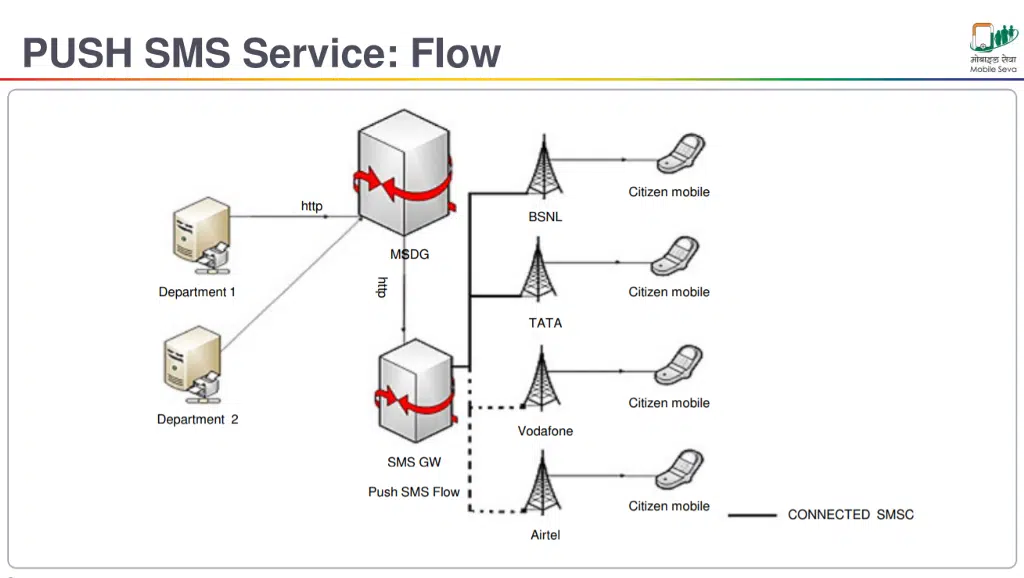 PUSH SMS Service: Flow
मोबाइल सेवा
Mobile Seva
http
MSDG
http
Department 1
Department 2
SMS GW
Push SMS Flow
BSNL
Citizen mobile
TATA
Citizen mobile
Vodafone
Citizen mobile
Airtel
Citizen mobile
CONNECTED SMSC